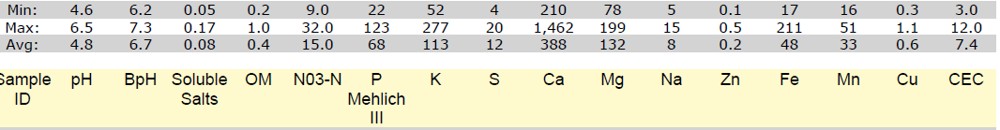 Min: 4.6 6.2 0.05 0.2 9.0 22 52 4 210 78 5 0.1 17 16 0.3 3.0
Max: 6.5 7.3 0.17 1.0 32.0 123 277 20 1,462 199 15 0.5 211 51 1.1 12.0
Avg: 4.8 6.7 0.08 0.4 15.0 68 113 12 388 132 8 0.2 48 33 0.6 7.4
Sample pH BpH Soluble OM N03-N P K S Ca Mg Na Zn Fe Mn Cu CEC
ID Salts Mehlich
III